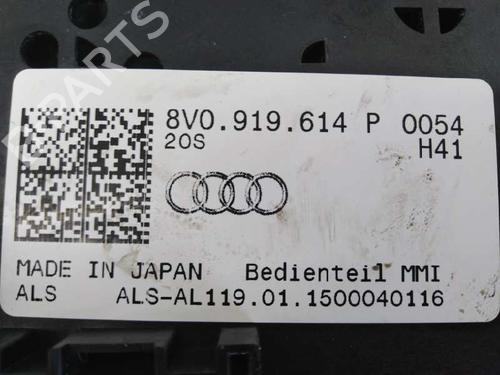 8V0.919.614 P 0054
20S H41
MADE IN JAPAN Bedienteil MMI
ALS ALS-AL119.01.1500040116